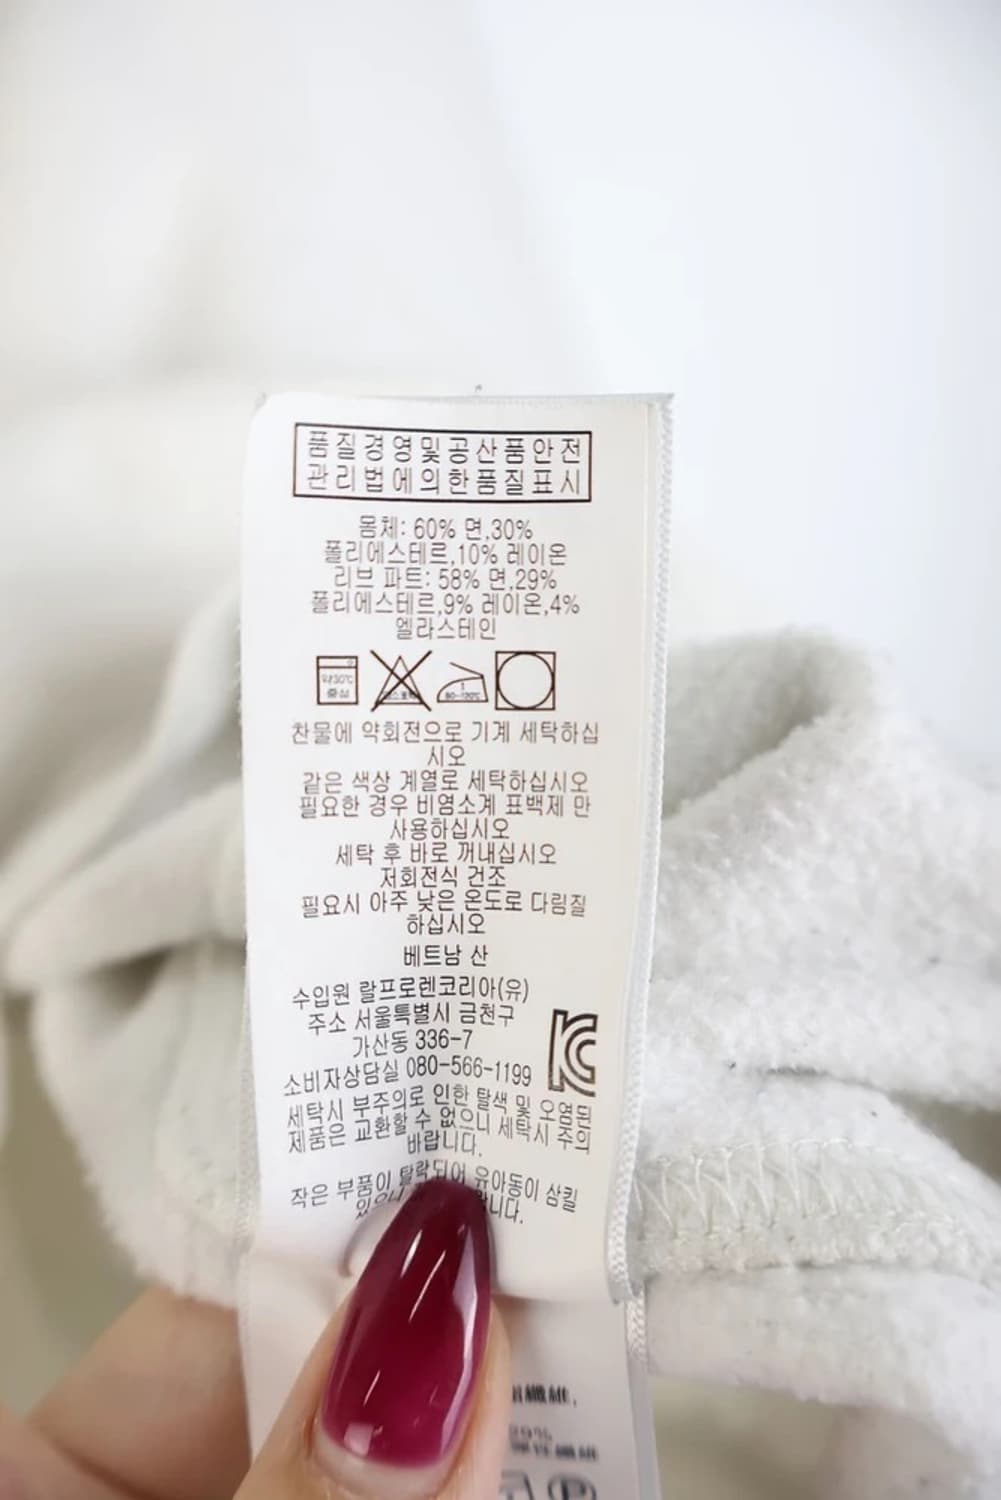 품질경영및공산품안전
관리법에의한품질표시
몸체: 60% 면,30%
폴리에스테르,10% 레이온
리브 파트: 58% 면,29%
폴리에스테르,9% 레이온,4%
엘라스테인
약30℃
중성
80~120℃
찬물에 약회전으로 기계 세탁하십
시오
같은 색상 계열로 세탁하십시오
필요한 경우 비염소계 표백제 만
사용하십시오
세탁 후 바로 꺼내십시오
저회전식 건조
필요시 아주 낮은 온도로 다림질
하십시오
베트남 산
수입원 랄프로렌코리아(유)
주소 서울특별시 금천구
가산동 336-7
소비자상담실 080-566-1199
세탁시 부주의로 인한 탈색 및 오염된
제품은 교환할 수 없으니 세탁시 주의
바랍니다.
작은 부품이 탈락되어 유아동이 삼킬